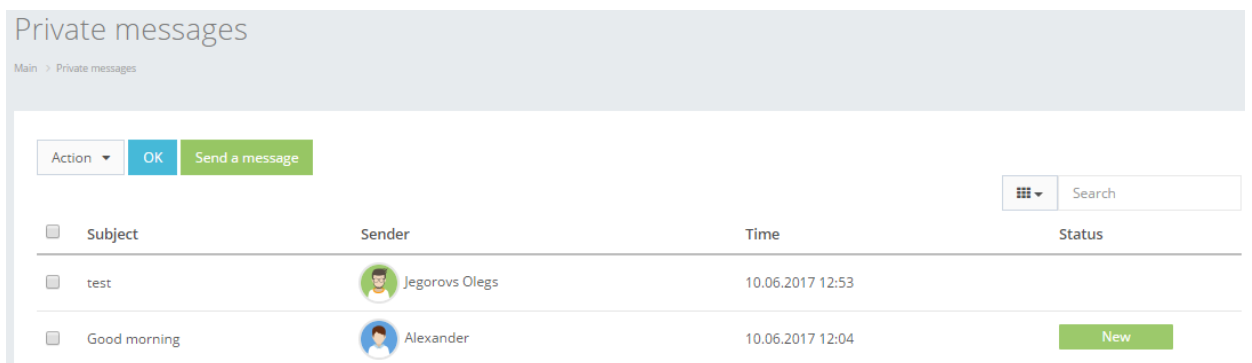 Private messages
Main > Private messages
Action OK Send a message
Search
Subject Sender Time Status
test Jegorovs Olegs 10.06.2017 12:53
Good morning Alexander 10.06.2017 12:04 New